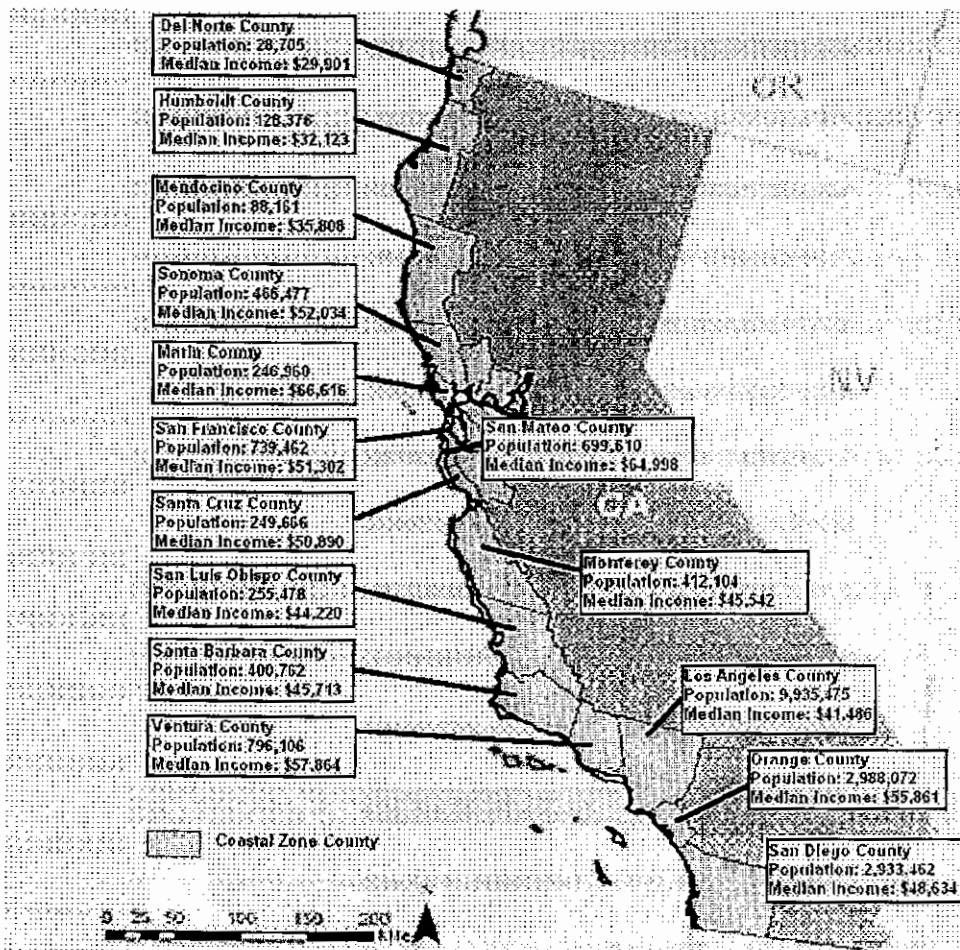 Del Norte County
Population: 28,705
Median Income: $29,901
Humboldt County
Population: 128,376
Median Income: $32,123
Mendocino County
Population: 88,161
Median Income: $35,808
Sonoma County
Population: 466,477
Median Income: $52,034
Marin County
Population: 246,960
Median Income: $66,616
San Francisco County
Population: 739,462
Median Income: $51,302
San Mateo County
Population: 699,610
Median Income: $64,998
Santa Cruz County
Population: 249,666
Median Income: $50,890
Monterey County
Population: 412,104
Median Income: $45,542
San Luis Obispo County
Population: 255,478
Median Income: $44,220
Santa Barbara County
Population: 400,762
Median Income: $45,713
Los Angeles County
Population: 9,935,475
Median Income: $41,486
Ventura County
Population: 796,106
Median Income: $57,864
Orange County
Population: 2,988,072
Median Income: $55,861
San Diego County
Population: 2,933,462
Median Income: $48,634
OR
NV
CA
Coastal Zone County
0 25 50 100 150 200